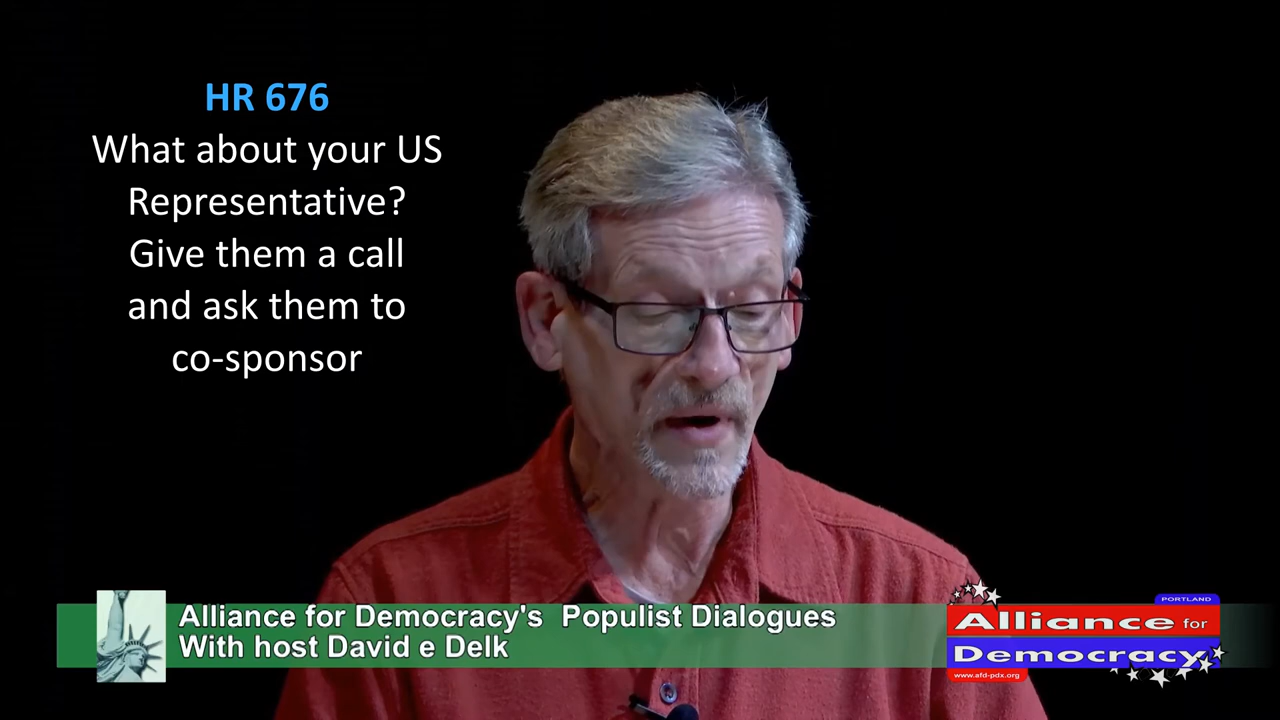 HR 676
What about your US
Representative?
Give them a call
and ask them to
co-sponsor
Alliance for Democracy's  Populist Dialogues
With host David e Delk
PORTLAND
Alliance for
Democracy
www.afd-pdx.org